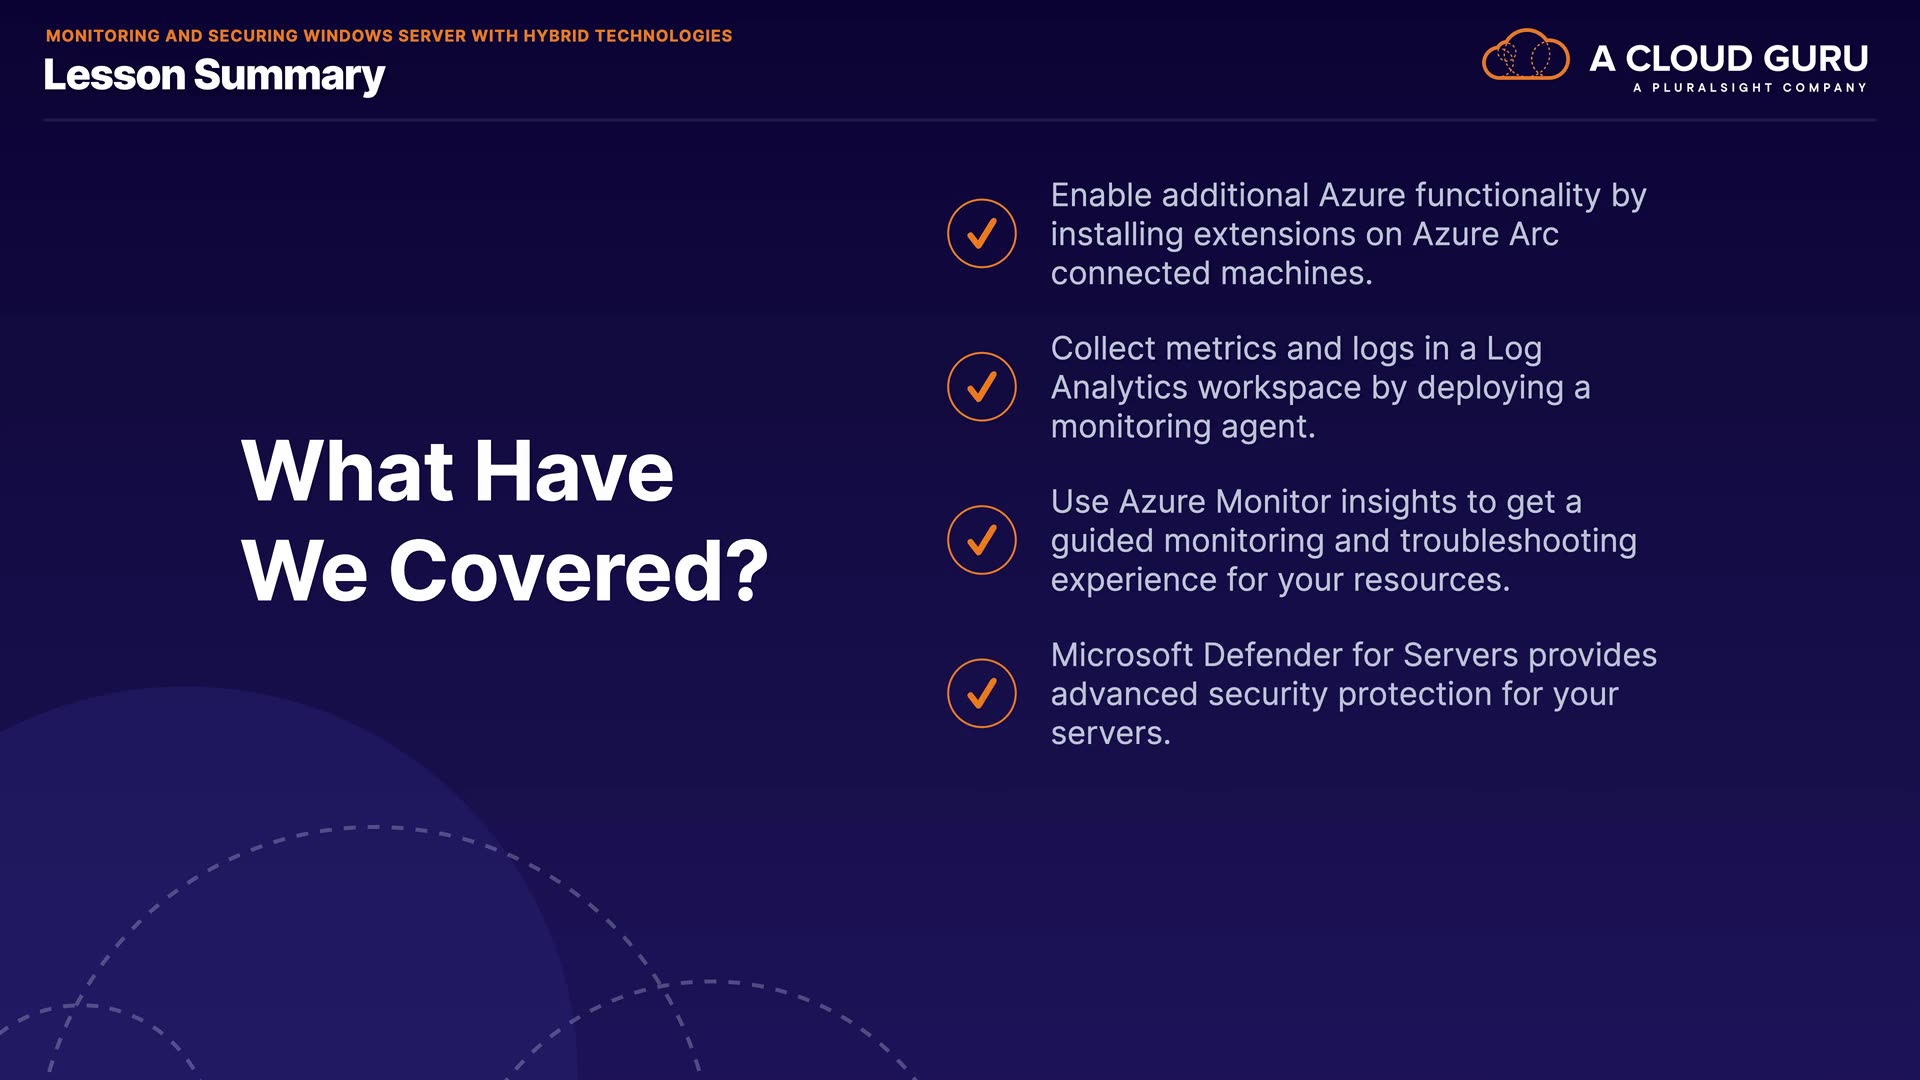 MONITORING AND SECURING WINDOWS SERVER WITH HYBRID TECHNOLOGIES
Lesson Summary
A CLOUD GURU
A PLURALSIGHT COMPANY
What Have
We Covered?
Enable additional Azure functionality by
installing extensions on Azure Arc
connected machines.
Collect metrics and logs in a Log
Analytics workspace by deploying a
monitoring agent.
Use Azure Monitor insights to get a
guided monitoring and troubleshooting
experience for your resources.
Microsoft Defender for Servers provides
advanced security protection for your
servers.